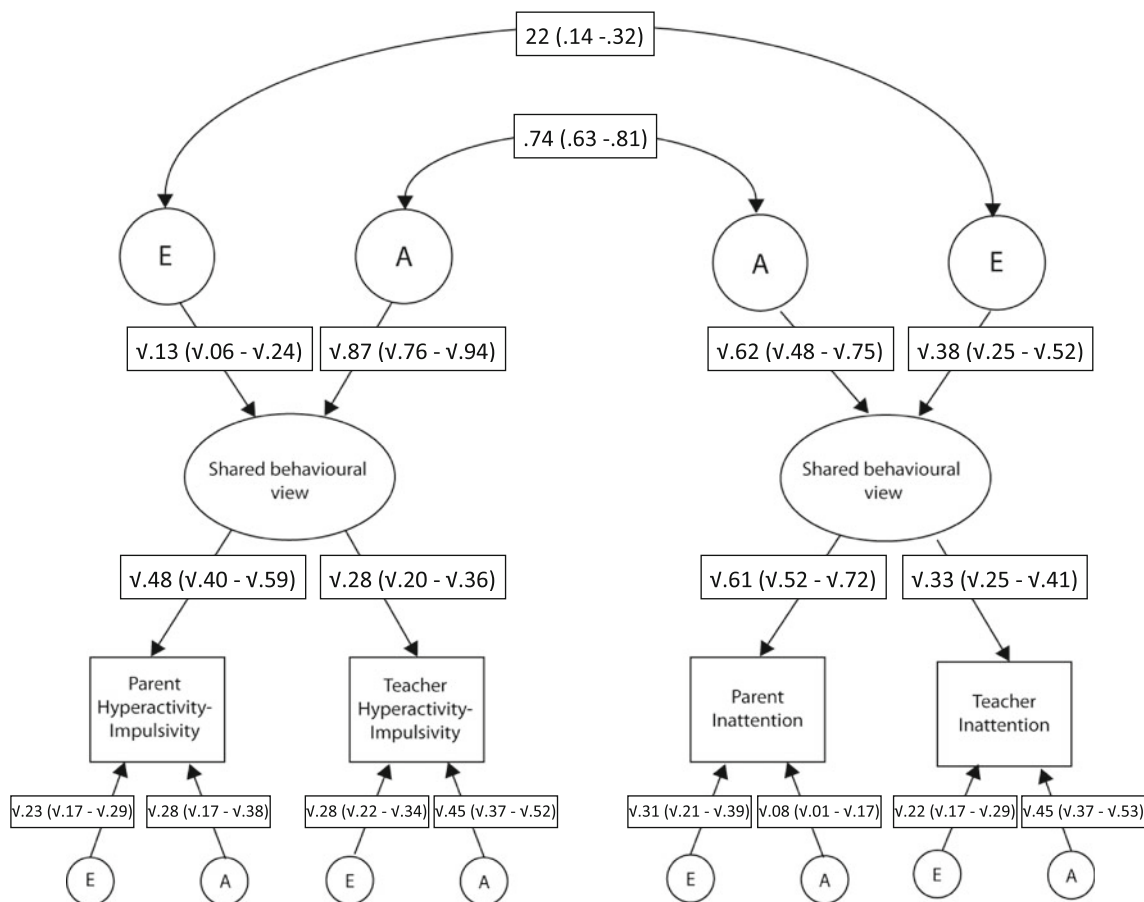 22 (.14 -.32)
.74 (.63 -.81)
E
A
A
E
√.13 (√.06 - √.24)
√.87 (√.76 - √.94)
√.62 (√.48 - √.75)
√.38 (√.25 - √.52)
Shared behavioural
view
Shared behavioural
view
√.48 (√.40 - √.59)
√.28 (√.20 - √.36)
√.61 (√.52 - √.72)
√.33 (√.25 - √.41)
Parent
Hyperactivity-
Impulsivity
Teacher
Hyperactivity-
Impulsivity
Parent
Inattention
Teacher
Inattention
√.23 (√.17 - √.29)
√.28 (√.17 - √.38)
√.28 (√.22 - √.34)
√.45 (√.37 - √.52)
√.31 (√.21 - √.39)
√.08 (√.01 - √.17)
√.22 (√.17 - √.29)
√.45 (√.37 - √.53)
E
A
E
A
E
A
E
A